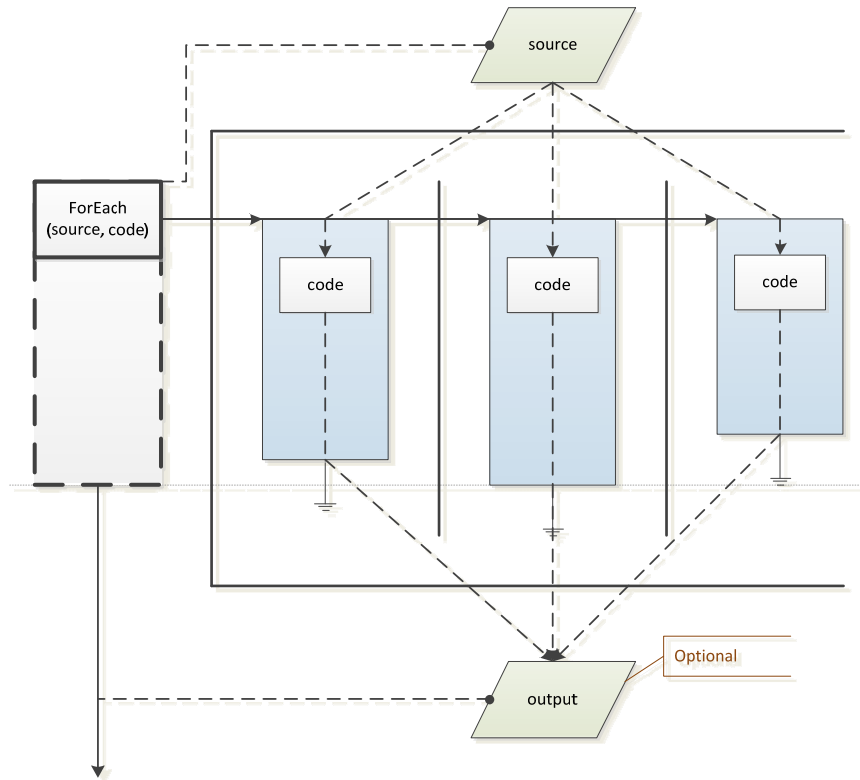 source
ForEach
(source, code)
code
code
code
Optional
output